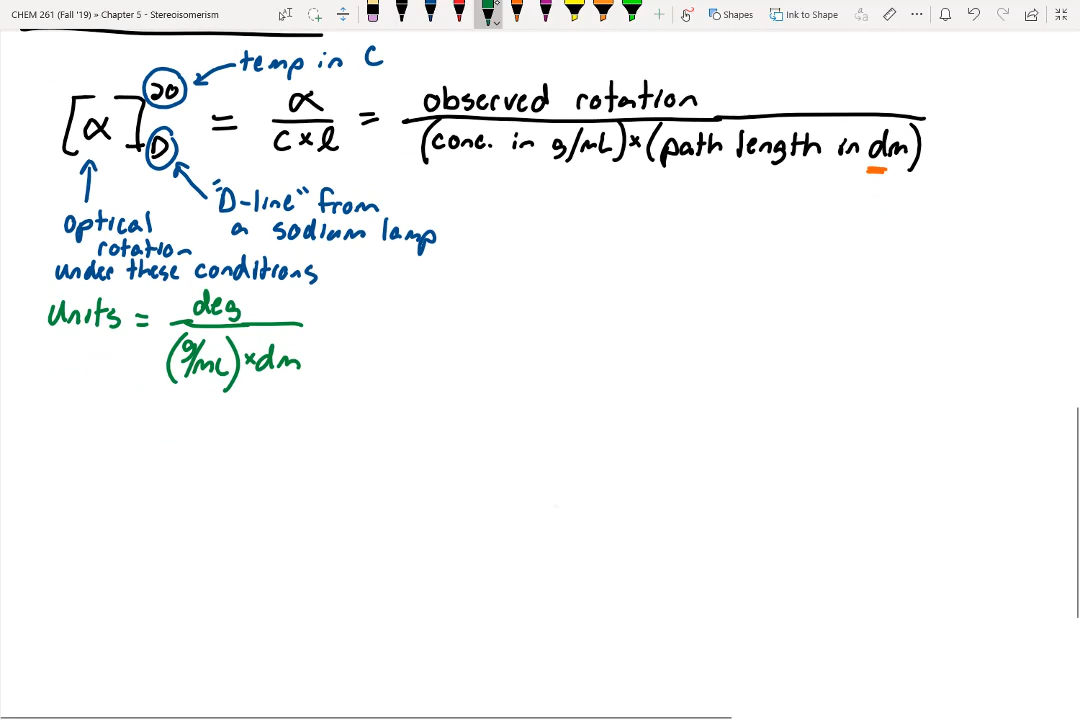 CHEM 261 (Fall '19) » Chapter 5 - Stereoisomerism
Shapes
Ink to Shape
temp in C
[α] 20 D = α / c × l = observed rotation / (conc. in g/mL) × (path length in dm)
"D-line" from
a sodium lamp
optical
rotation
under these conditions
Units = deg / (g/mL) × dm